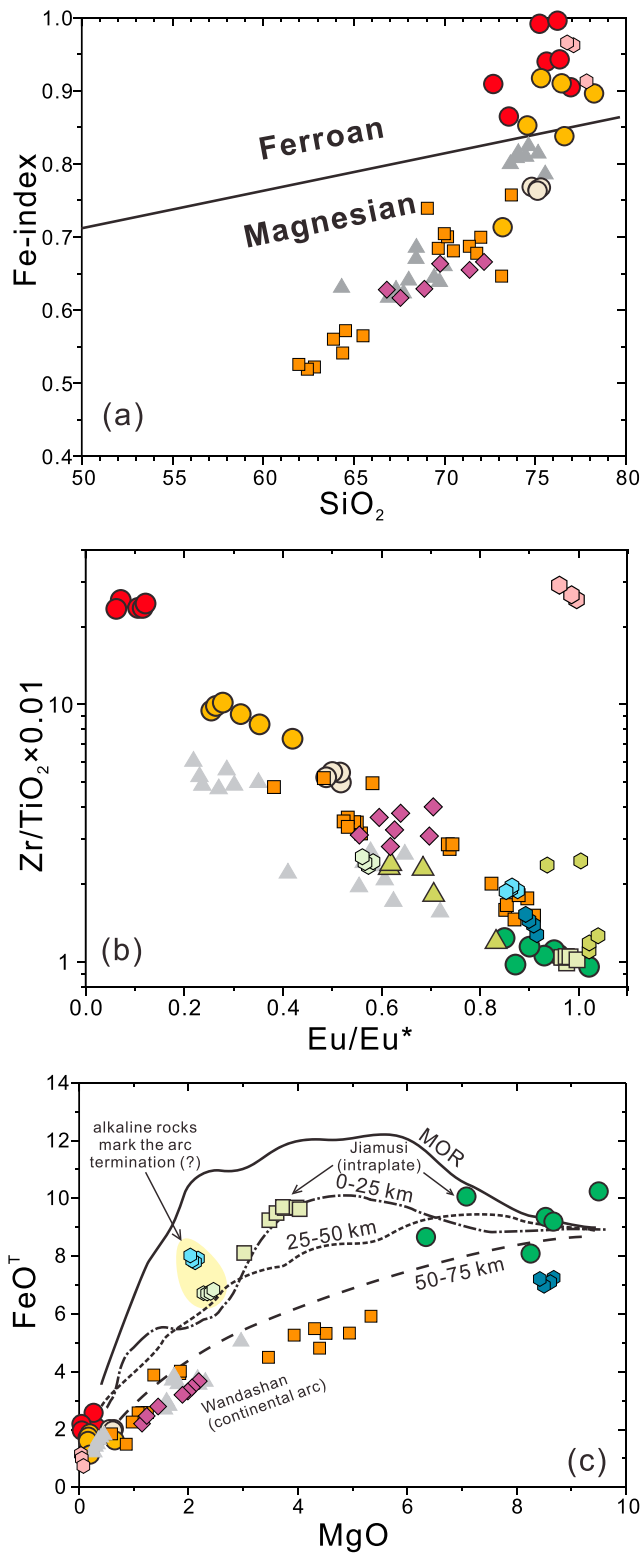 1.0
0.9
0.8
0.7
0.6
0.5
0.4
Fe-index
Ferroan
Magnesian
(a)
50
60
65
70
75
80
SiO2
10
1
Zr/TiO2×0.01
(b)
0.0
0.2
0.4
0.6
0.8
1.0
Eu/Eu*
14
12
10
8
6
4
2
0
FeOT
alkaline rocks
mark the arc
termination (?)
MOR
Jiamusi
(intraplate)
0-25 km
25-50 km
50-75 km
Wandashan
(continental arc)
(c)
0
2
4
6
8
10
MgO